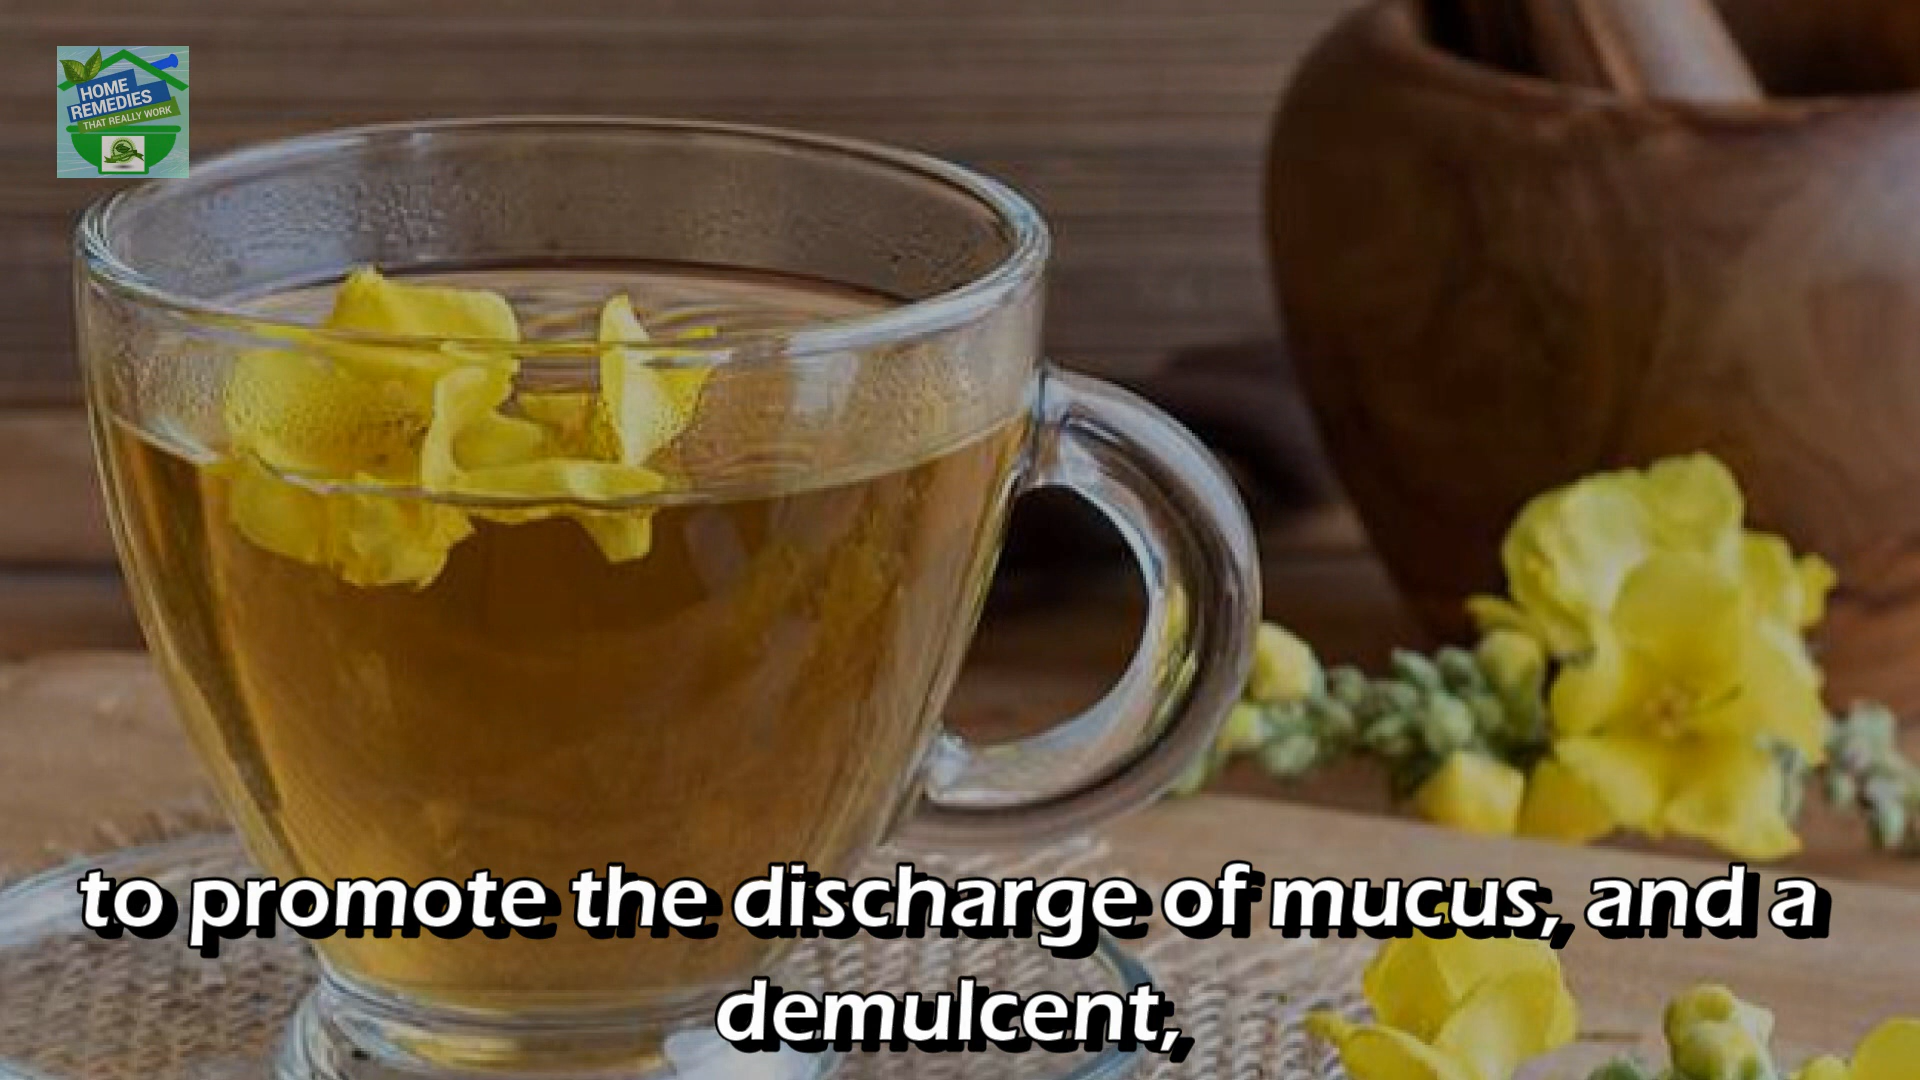 HOME
REMEDIES
THAT REALLY WORK
to promote the discharge of mucus, and a
demulcent,